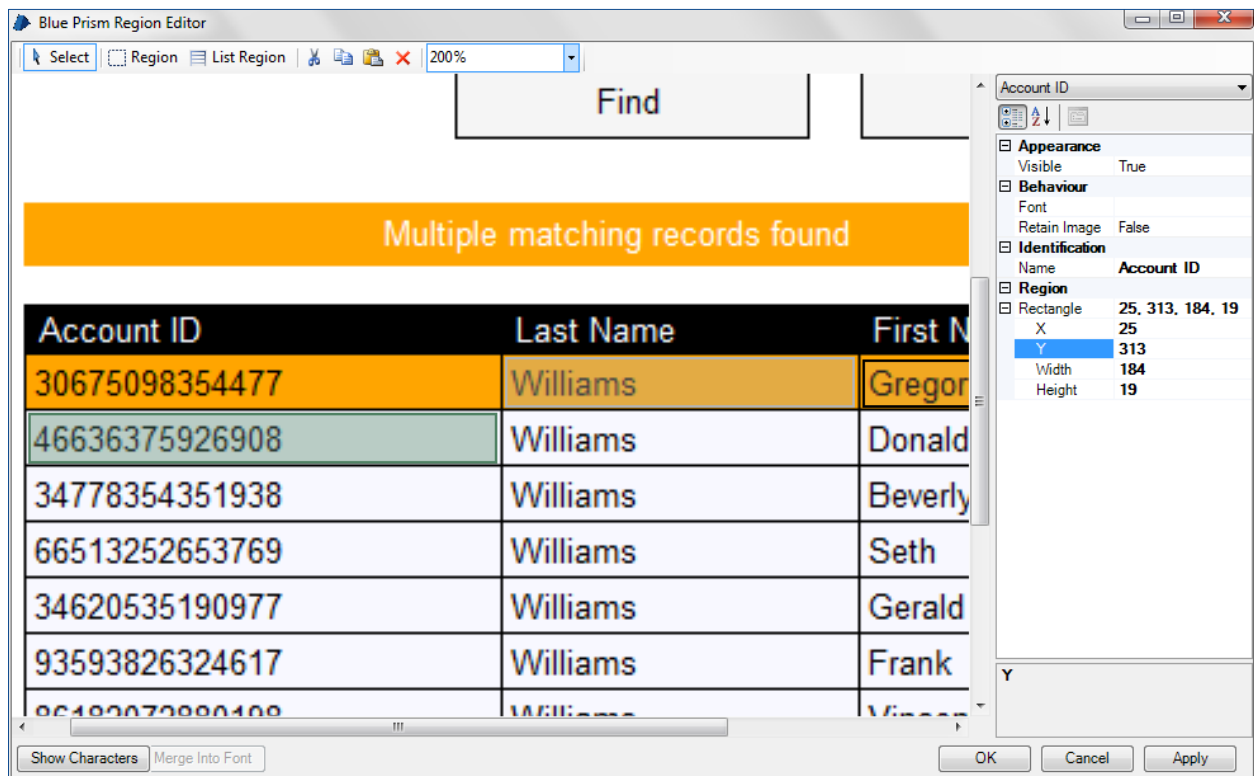 Blue Prism Region Editor
Select Region List Region 200%
Find
Multiple matching records found
Account ID Last Name First N
30675098354477 Williams Gregor
46636375926908 Williams Donald
34778354351938 Williams Beverly
66513252653769 Williams Seth
34620535190977 Williams Gerald
93593826324617 Williams Frank
Account ID
Appearance
Visible True
Behaviour
Font
Retain Image False
Identification
Name Account ID
Region
Rectangle 25, 313, 184, 19
X 25
Y 313
Width 184
Height 19
Y
Show Characters Merge Into Font OK Cancel Apply